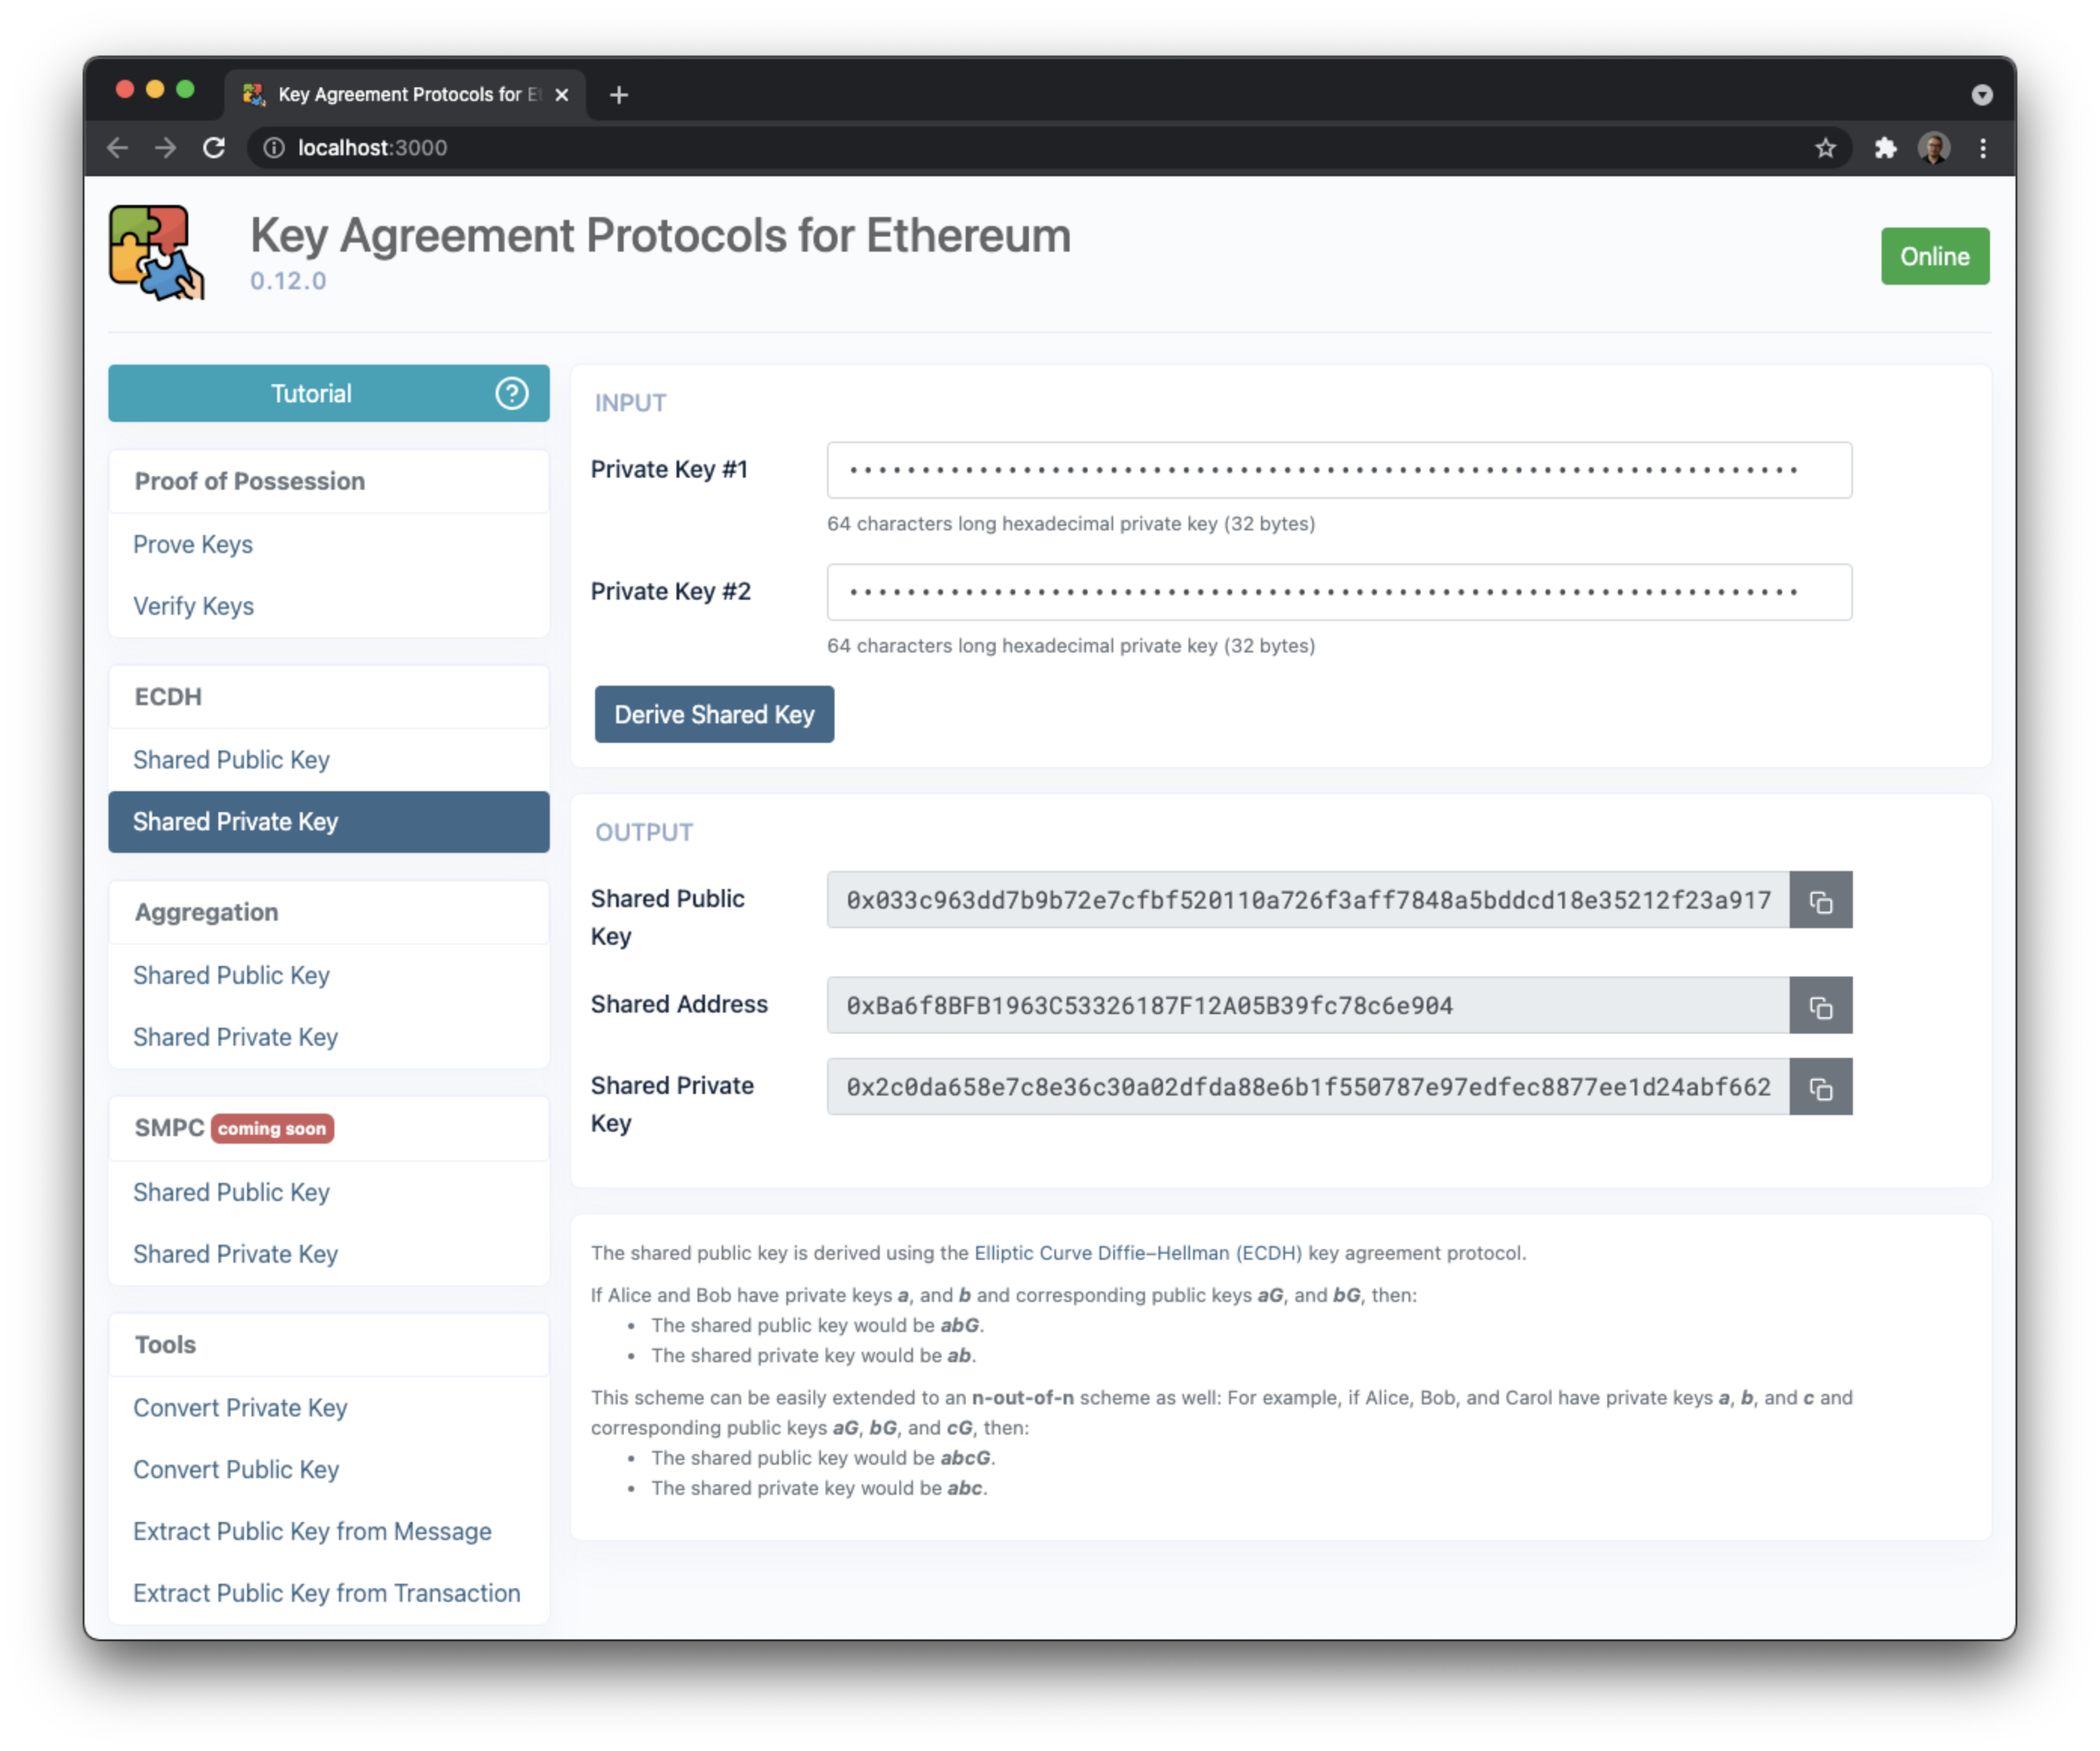 Key Agreement Protocols for Et
localhost:3000
Key Agreement Protocols for Ethereum
0.12.0
Online
Tutorial
Proof of Possession
Prove Keys
Verify Keys
ECDH
Shared Public Key
Shared Private Key
Aggregation
Shared Public Key
Shared Private Key
SMPC coming soon
Shared Public Key
Shared Private Key
Tools
Convert Private Key
Convert Public Key
Extract Public Key from Message
Extract Public Key from Transaction
INPUT
Private Key #1
64 characters long hexadecimal private key (32 bytes)
Private Key #2
64 characters long hexadecimal private key (32 bytes)
Derive Shared Key
OUTPUT
Shared Public
Key
0x033c963dd7b9b72e7cfbf520110a726f3aff7848a5bddcd18e35212f23a917
Shared Address
0xBa6f8BFB1963C53326187F12A05B39fc78c6e904
Shared Private
Key
0x2c0da658e7c8e36c30a02dfda88e6b1f550787e97edfec8877ee1d24abf662
The shared public key is derived using the Elliptic Curve Diffie–Hellman (ECDH) key agreement protocol.
If Alice and Bob have private keys a, and b and corresponding public keys aG, and bG, then:
• The shared public key would be abG.
• The shared private key would be ab.
This scheme can be easily extended to an n-out-of-n scheme as well: For example, if Alice, Bob, and Carol have private keys a, b, and c and
corresponding public keys aG, bG, and cG, then:
• The shared public key would be abcG.
• The shared private key would be abc.